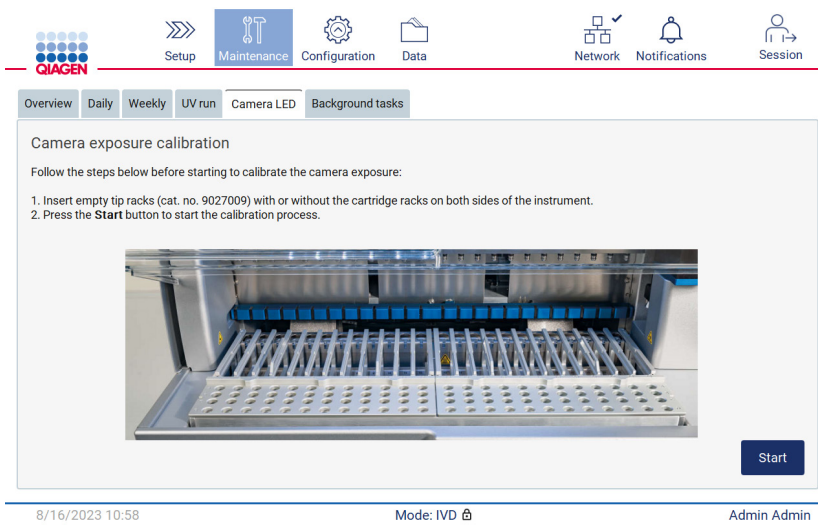 QIAGEN
Setup
Maintenance
Configuration
Data
Network
Notifications
Session
Overview
Daily
Weekly
UV run
Camera LED
Background tasks
Camera exposure calibration
Follow the steps below before starting to calibrate the camera exposure:
1. Insert empty tip racks (cat. no. 9027009) with or without the cartridge racks on both sides of the instrument.
2. Press the Start button to start the calibration process.
Start
8/16/2023 10:58
Mode: IVD
Admin Admin